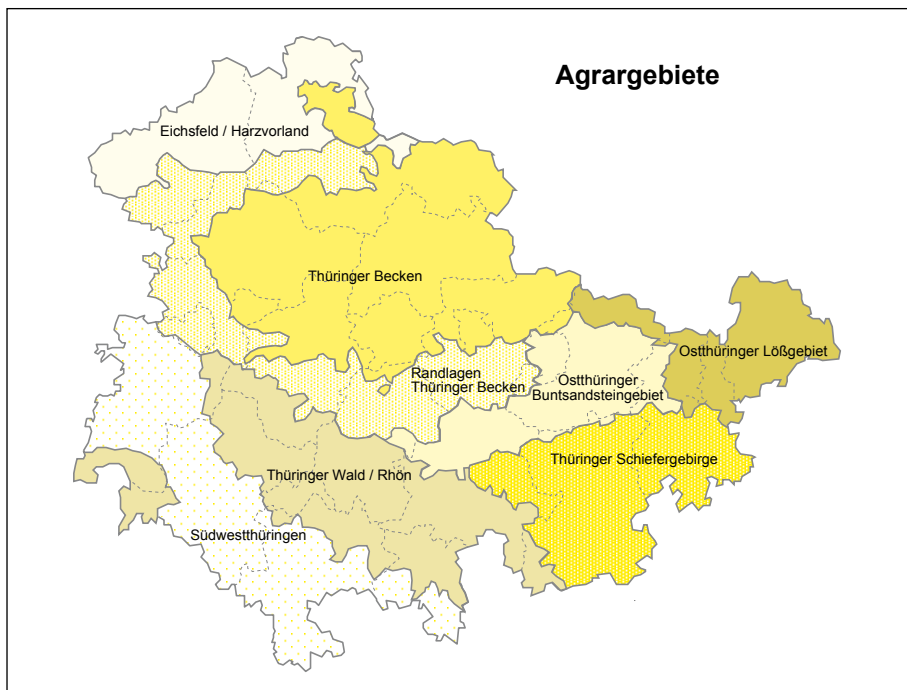 Agrargebiete
Eichsfeld / Harzvorland
Thüringer Becken
Ostthüringer Lößgebiet
Randlagen
Thüringer Becken
Ostthüringer
Buntsandsteingebiet
Thüringer Schiefergebirge
Thüringer Wald / Rhön
Südwestthüringen